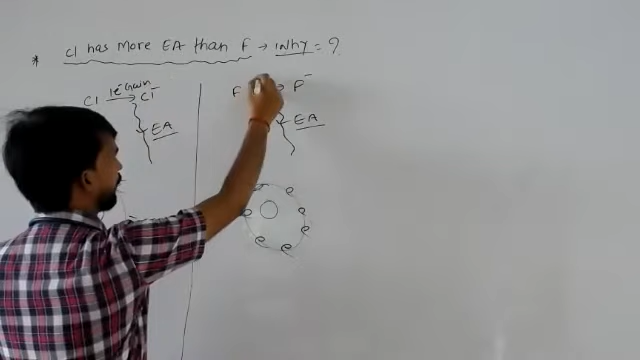 * Cl has more EA than F → Why = ?
Cl 1e⁻ Gain → Cl⁻
EA
F → F⁻
EA
e e e e e e e